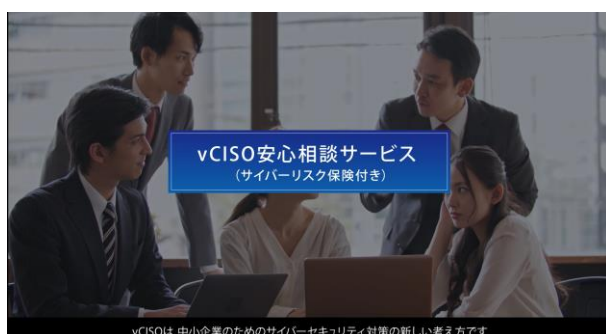 vCISO安心相談サービス
(サイバーリスク保険付き)
vCISOは 中小企業のためのサイバーセキュリティ対策の新しい考え方です